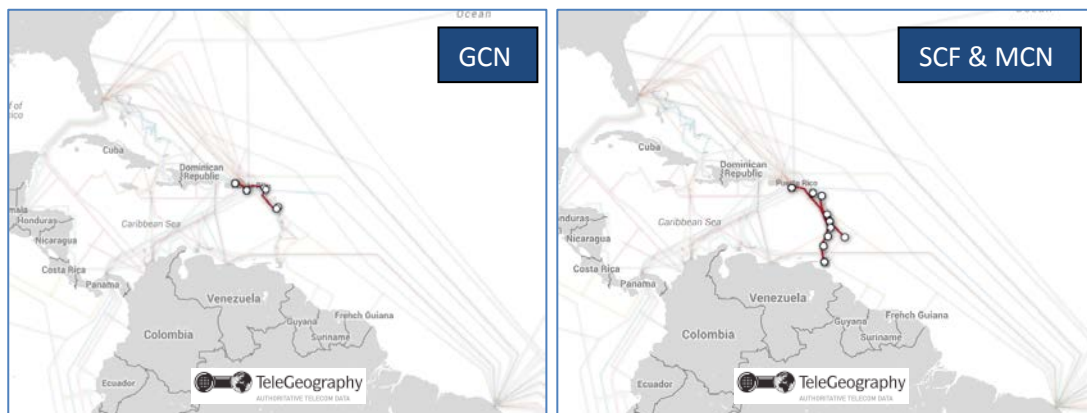 Ocean
GCN
Cuba
Dominican
Republic
Caribbean Sea
Honduras
Nicaragua
Costa Rica
Panama
Venezuela
Guyana
French Guiana
Suriname
Colombia
Ecuador
TeleGeography
AUTHORITATIVE TELECOM DATA
SCF & MCN
Cuba
Dominican
Republic
Puerto Rico
Caribbean Sea
Nicaragua
Costa Rica
Panama
Venezuela
Guyana
French Guiana
Suriname
Colombia
Ecuador
TeleGeography
AUTHORITATIVE TELECOM DATA